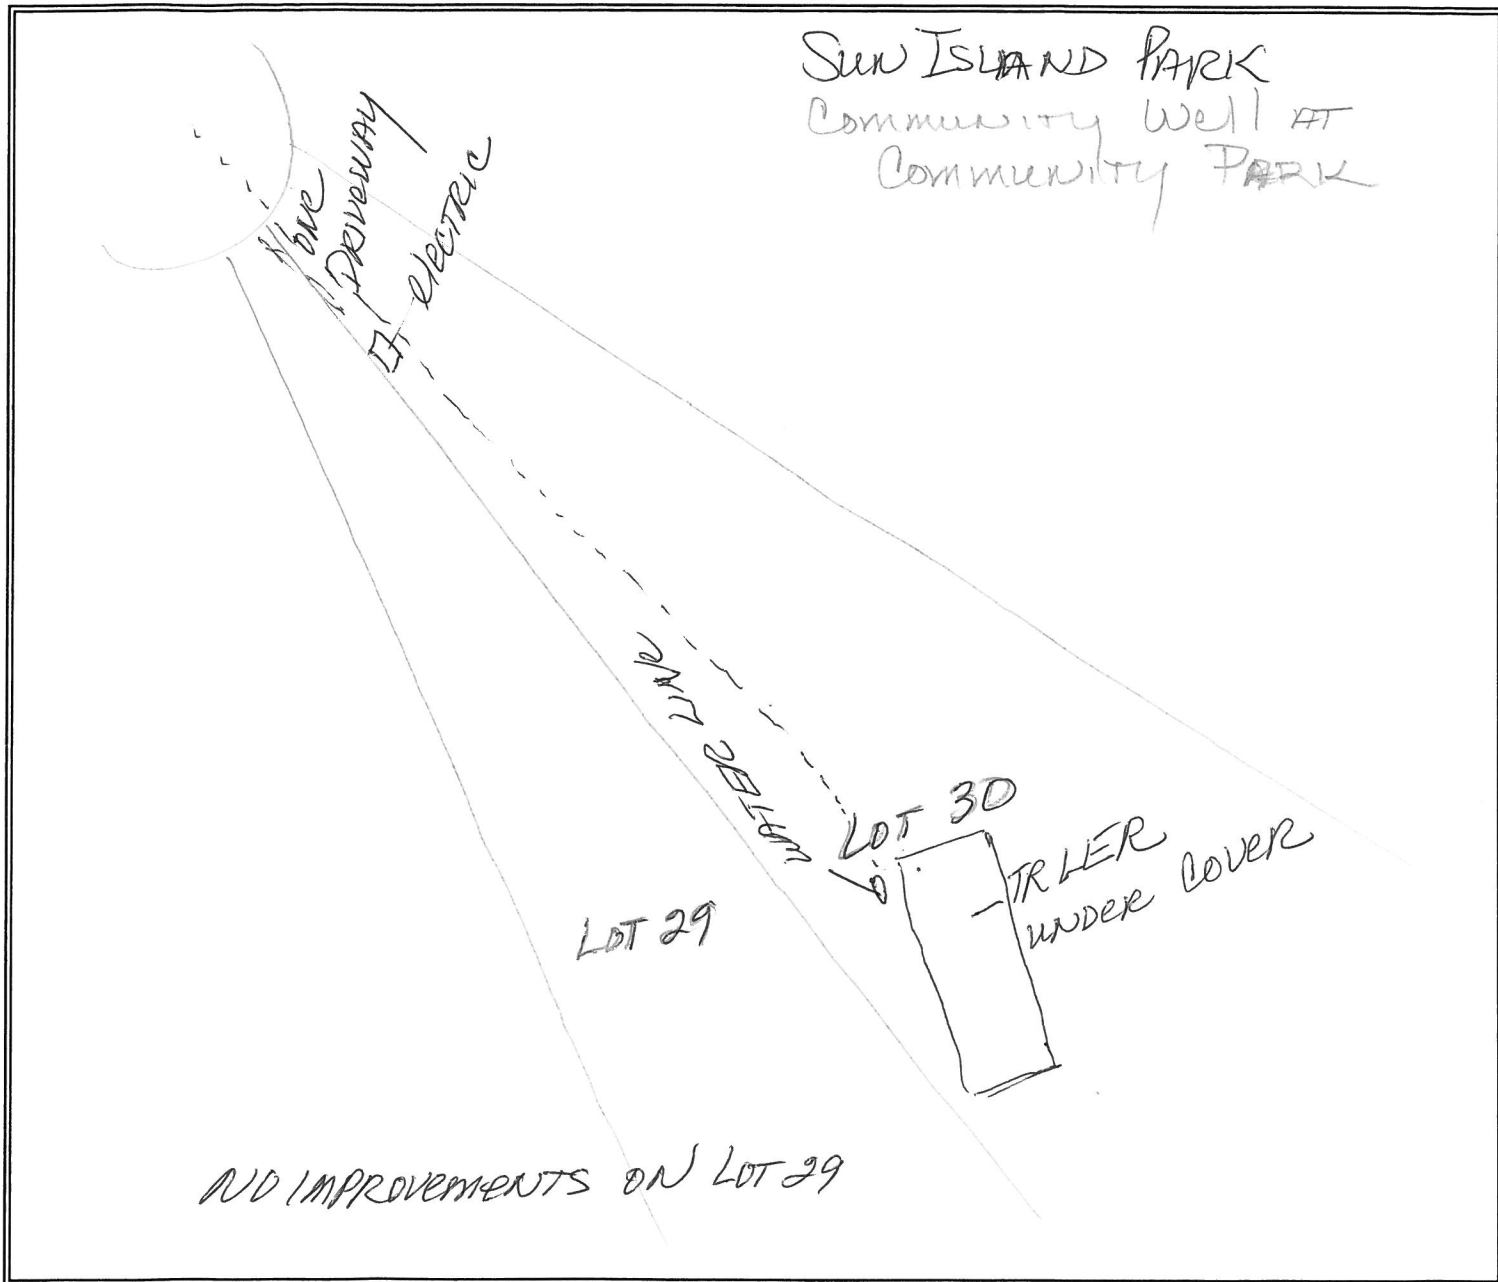 SUN ISLAND PARK
Community Well AT
Community PARK
DRIVEWAY
electric
WATER LINE
LOT 30
TRLER
UNDER COVER
LOT 29
NO IMPROVEMENTS ON LOT 29